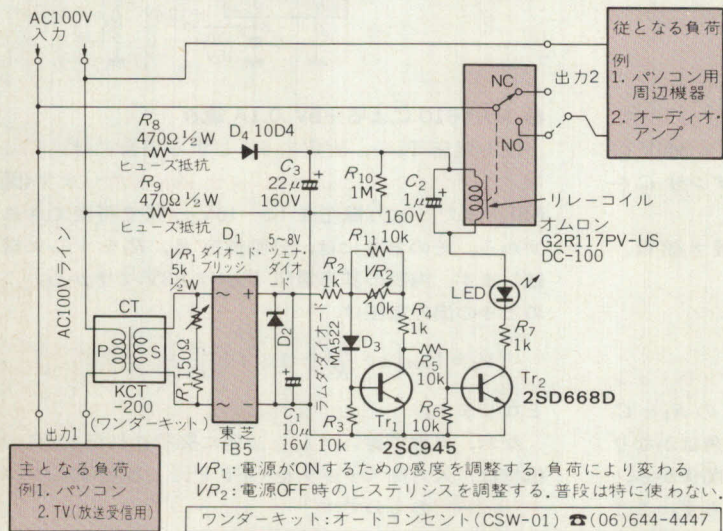 AC100V
入力
従となる負荷
例
1. パソコン用
周辺機器
2. オーディオ・
アンプ
NC
出力2
NO
R8
470Ω ½W
ヒューズ抵抗
D4 10D4
R9
470Ω ½W
ヒューズ抵抗
C3
22μ
160V
R10
1M
C2
1μ
160V
リレーコイル
オムロン
G2R117PV-US
DC-100
AC100Vライン
VR1
5k
½W
D1
ダイオード・
ブリッジ
5〜8V
ツェナ・
ダイオ
ード
R11 10k
R2
1k
VR2
10k
LED
CT
P
S
KCT
-200
(ワンダーキット)
R1 150Ω
~
+
~
−
D2
C1
10μ
16V
ラムダ・ダイオード
MA522
D3
R3
10k
R4
1k
R5
10k
R6
10k
R7
1k
Tr1
2SC945
Tr2
2SD668D
東芝
TB5
出力1
主となる負荷
例1. パソコン
2. TV(放送受信用)
VR1:電源がONするための感度を調整する.負荷により変わる
VR2:電源OFF時のヒステリシスを調整する.普段は特に使わない.
ワンダーキット:オートコンセント(CSW-01) ☎(06)644-4447